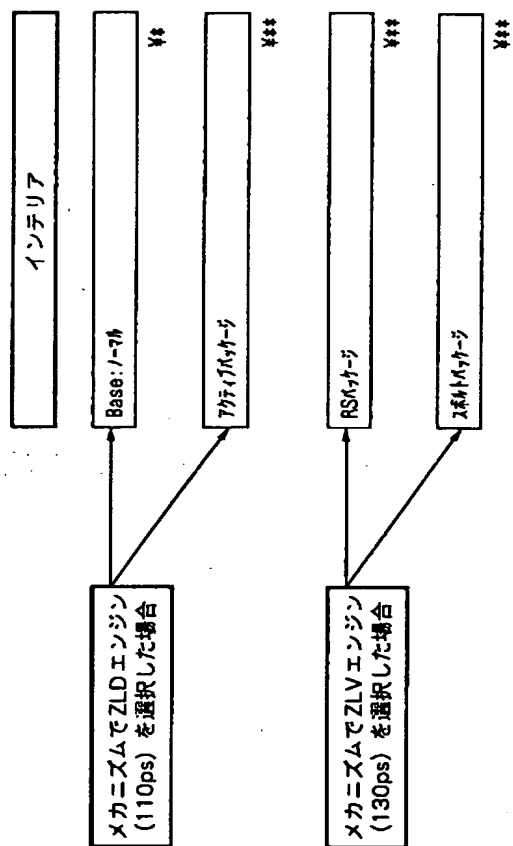 インテリア
Base:ノーマル
¥*
アクティブパッケージ
¥**
RSパッケージ
¥**
スポルトパッケージ
¥**
メカニズムでZLDエンジン
(110ps) を選択した場合
メカニズムでZLVエンジン
(130ps) を選択した場合